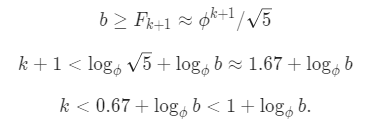 b ≥ F_{k+1} ≈ ϕ^{k+1}/√5
k + 1 < log_ϕ √5 + log_ϕ b ≈ 1.67 + log_ϕ b
k < 0.67 + log_ϕ b < 1 + log_ϕ b.